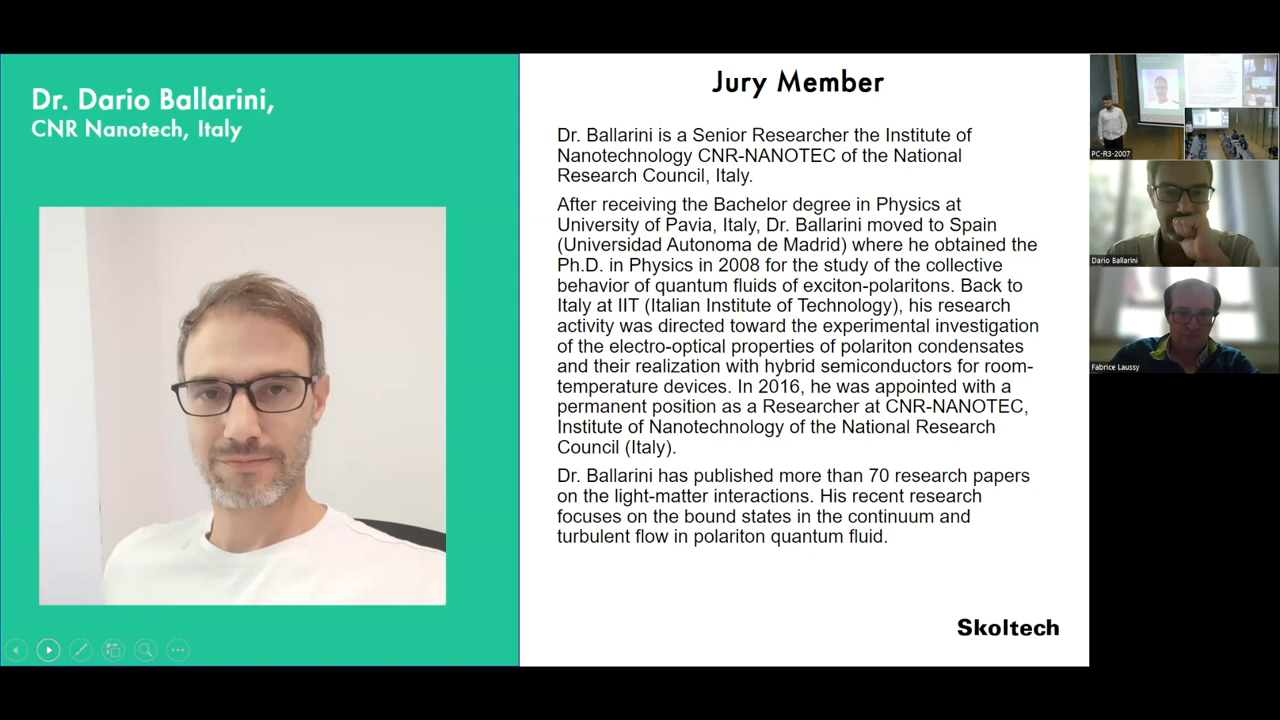 Dr. Dario Ballarini,
CNR Nanotech, Italy
Jury Member
Dr. Ballarini is a Senior Researcher the Institute of
Nanotechnology CNR-NANOTEC of the National
Research Council, Italy.
After receiving the Bachelor degree in Physics at
University of Pavia, Italy, Dr. Ballarini moved to Spain
(Universidad Autonoma de Madrid) where he obtained the
Ph.D. in Physics in 2008 for the study of the collective
behavior of quantum fluids of exciton-polaritons. Back to
Italy at IIT (Italian Institute of Technology), his research
activity was directed toward the experimental investigation
of the electro-optical properties of polariton condensates
and their realization with hybrid semiconductors for room-
temperature devices. In 2016, he was appointed with a
permanent position as a Researcher at CNR-NANOTEC,
Institute of Nanotechnology of the National Research
Council (Italy).
Dr. Ballarini has published more than 70 research papers
on the light-matter interactions. His recent research
focuses on the bound states in the continuum and
turbulent flow in polariton quantum fluid.
Skoltech
PC-R3-2007
Dario Ballarini
Fabrice Laussy